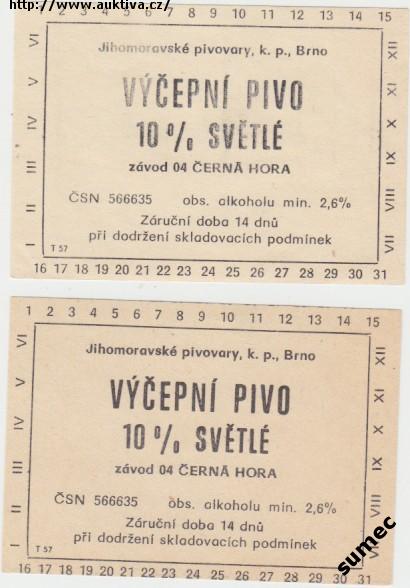 http://www.auktiva.cz/
2 3 4 5 6 7 8 9 10 11 12 13 14 15
VI V IV III II I
Jihomoravské pivovary, k. p., Brno
VÝČEPNÍ PIVO
10% SVĚTLÉ
závod 04 ČERNÁ HORA
ČSN 566635 obs. alkoholu min. 2,6%
Záruční doba 14 dnů
při dodržení skladovacích podmínek
T 57
XII XI X IX VIII VII
16 17 18 19 20 21 22 23 24 25 26 27 28 29 30 31
1 2 3 4 5 6 7 8 9 10 11 12 13 14 15
VI V IV III II I
Jihomoravské pivovary, k. p., Brno
VÝČEPNÍ PIVO
10% SVĚTLÉ
závod 04 ČERNÁ HORA
ČSN 566635 obs. alkoholu min. 2,6%
Záruční doba 14 dnů
při dodržení skladovacích podmínek
T 57
XII XI X IX VIII
16 17 18 19 20 21 22 23 24 25 26 27 28 29 30 31
sumec